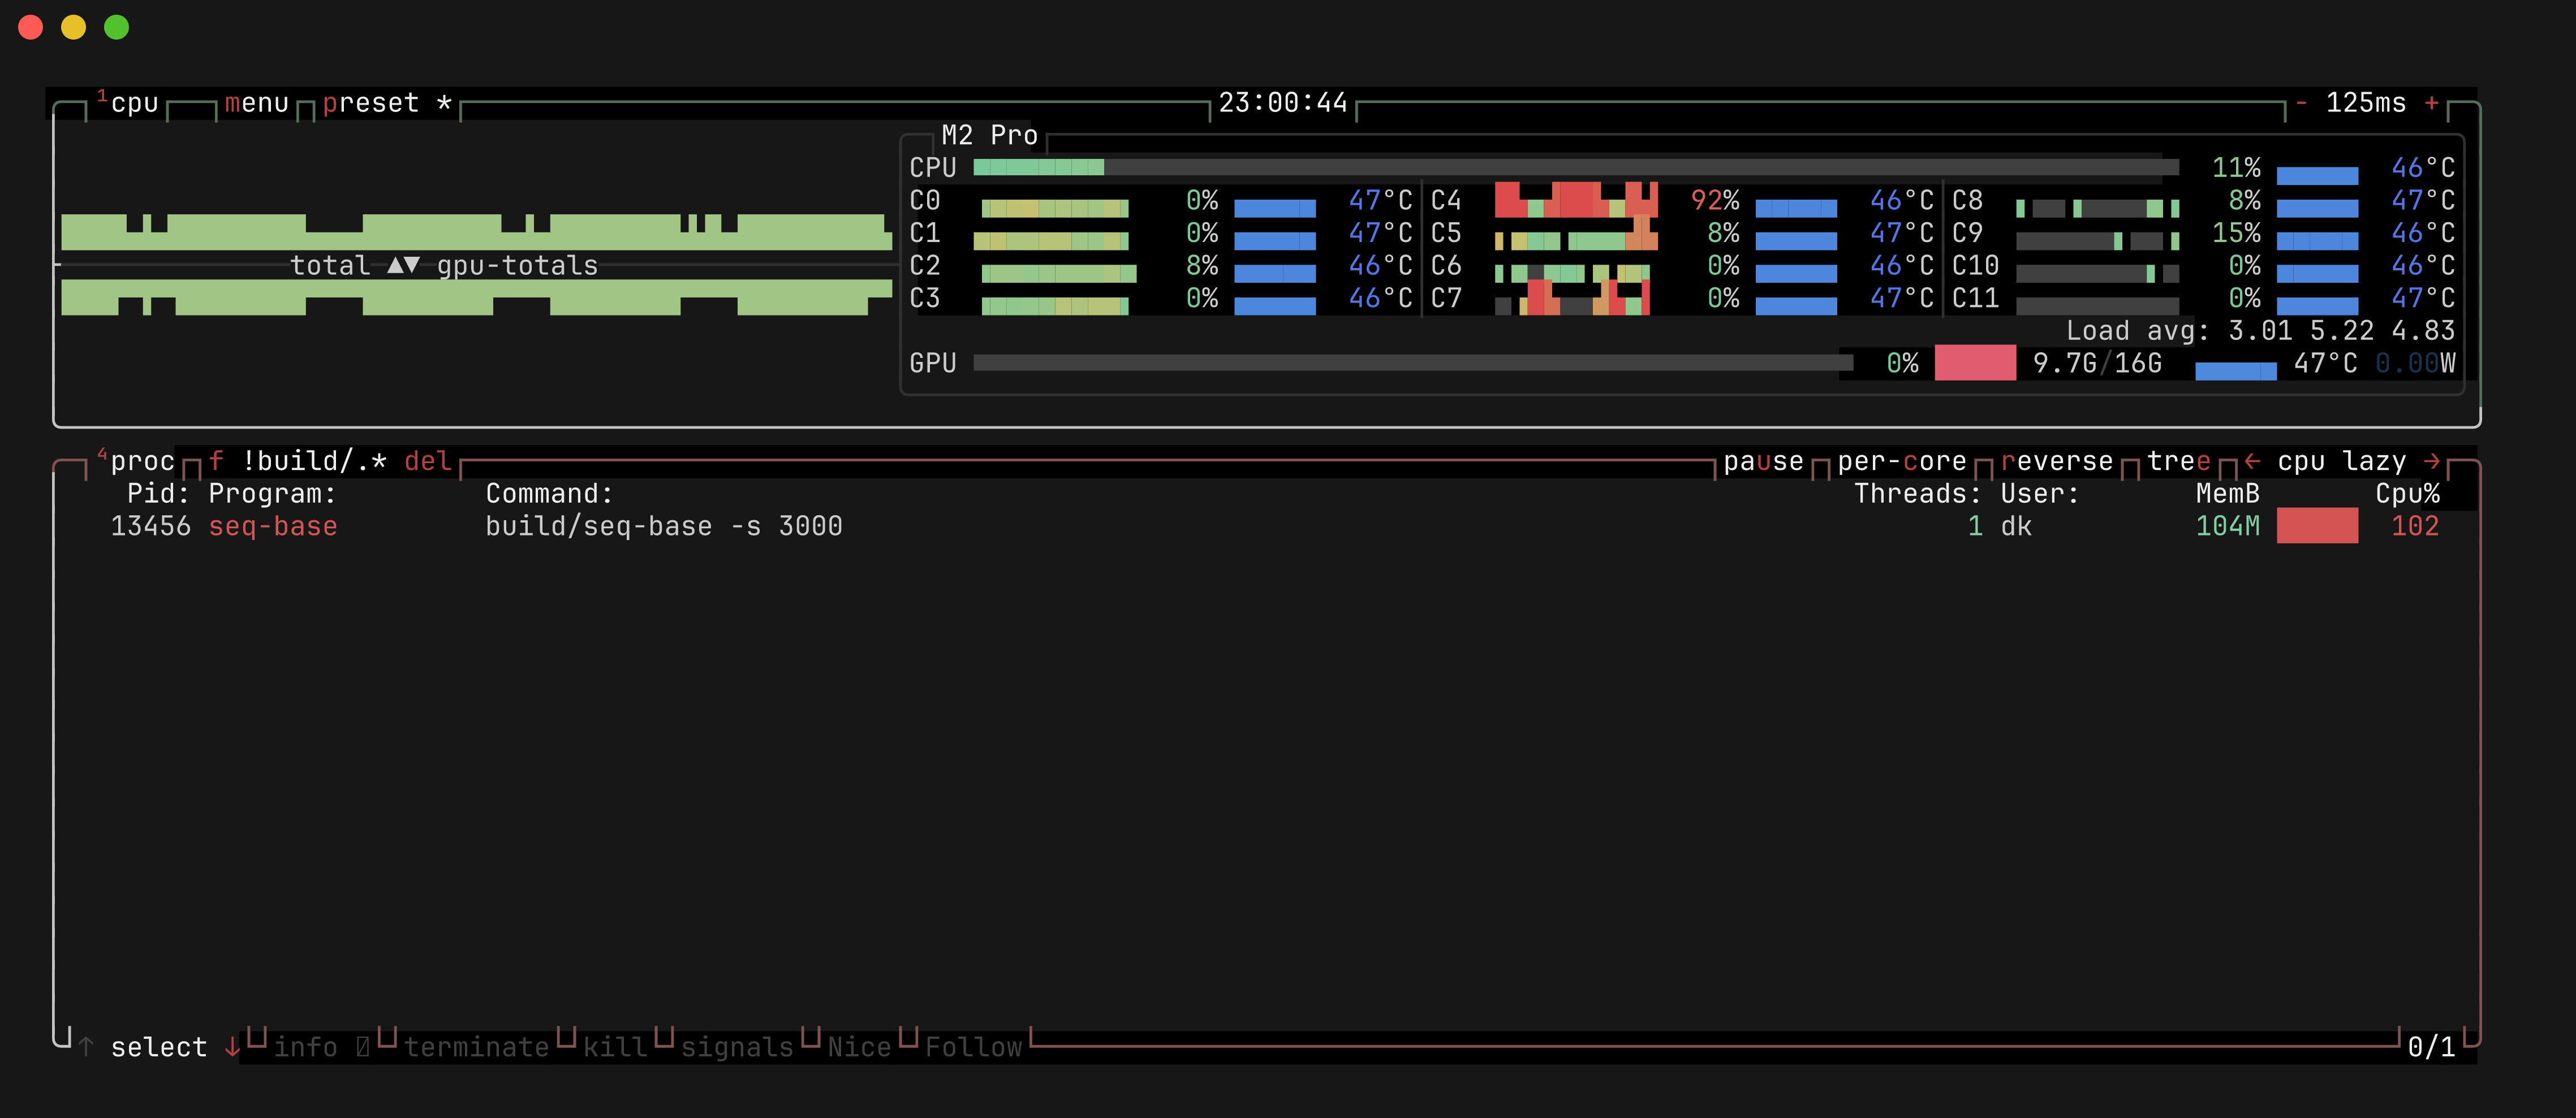 ¹cpu menu preset * 23:00:44 - 125ms +
M2 Pro
CPU 11% 46°C
C0 0% 47°C C4 92% 46°C C8 8% 47°C
C1 0% 47°C C5 8% 47°C C9 15% 46°C
total ▲▼ gpu-totals C2 8% 46°C C6 0% 46°C C10 0% 46°C
C3 0% 46°C C7 0% 47°C C11 0% 47°C
Load avg: 3.01 5.22 4.83
GPU 0% 9.7G/16G 47°C 0.00W
⁴proc f !build/.* del pause per-core reverse tree ← cpu lazy →
Pid: Program: Command: Threads: User: MemB Cpu%
13456 seq-base build/seq-base -s 3000 1 dk 104M 102
↑ select ↓ info terminate kill signals Nice Follow 0/1